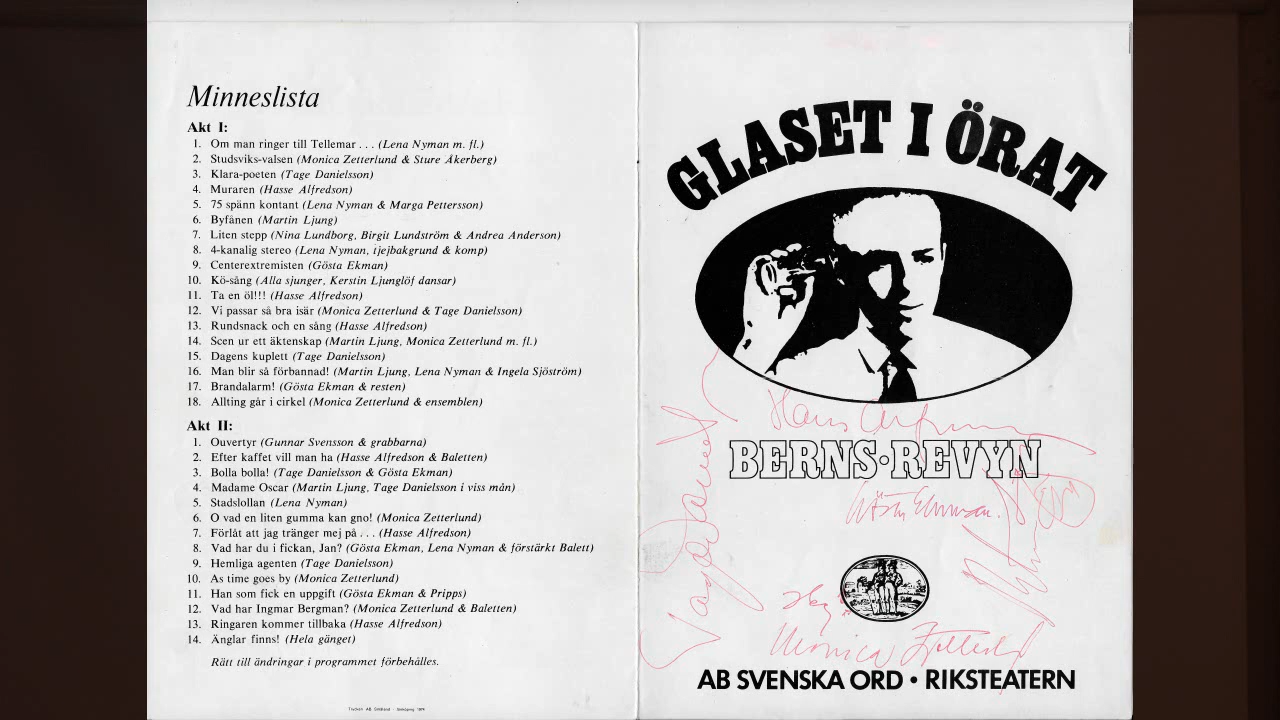 Minneslista
Akt I:
1. Om man ringer till Tellemar . . . (Lena Nyman m. fl.)
2. Studsviks-valsen (Monica Zetterlund & Sture Åkerberg)
3. Klara-poeten (Tage Danielsson)
4. Muraren (Hasse Alfredson)
5. 75 spänn kontant (Lena Nyman & Marga Pettersson)
6. Byfånen (Martin Ljung)
7. Liten stepp (Nina Lundborg, Birgit Lundström & Andrea Anderson)
8. 4-kanalig stereo (Lena Nyman, tjejbakgrund & komp)
9. Centerextremisten (Gösta Ekman)
10. Kö-sång (Alla sjunger, Kerstin Ljunglöf dansar)
11. Ta en öl!!! (Hasse Alfredson)
12. Vi passar så bra isär (Monica Zetterlund & Tage Danielsson)
13. Rundsnack och en sång (Hasse Alfredson)
14. Scen ur ett äktenskap (Martin Ljung, Monica Zetterlund m. fl.)
15. Dagens kuplett (Tage Danielsson)
16. Man blir så förbannad! (Martin Ljung, Lena Nyman & Ingela Sjöström)
17. Brandalarm! (Gösta Ekman & resten)
18. Allting går i cirkel (Monica Zetterlund & ensemblen)
Akt II:
1. Ouvertyr (Gunnar Svensson & grabbarna)
2. Efter kaffet vill man ha (Hasse Alfredson & Baletten)
3. Bolla bolla! (Tage Danielsson & Gösta Ekman)
4. Madame Oscar (Martin Ljung, Tage Danielsson i viss mån)
5. Stadslollan (Lena Nyman)
6. O vad en liten gumma kan gno! (Monica Zetterlund)
7. Förlåt att jag tränger mej på . . . (Hasse Alfredson)
8. Vad har du i fickan, Jan? (Gösta Ekman, Lena Nyman & förstärkt Balett)
9. Hemliga agenten (Tage Danielsson)
10. As time goes by (Monica Zetterlund)
11. Han som fick en uppgift (Gösta Ekman & Pripps)
12. Vad har Ingmar Bergman? (Monica Zetterlund & Baletten)
13. Ringaren kommer tillbaka (Hasse Alfredson)
14. Änglar finns! (Hela gänget)
Rätt till ändringar i programmet förbehålles.
GLASET I ÖRAT
Hans
BERNS·REVYN
Gösta Ekman.
Monica Zetterlund
AB SVENSKA ORD • RIKSTEATERN